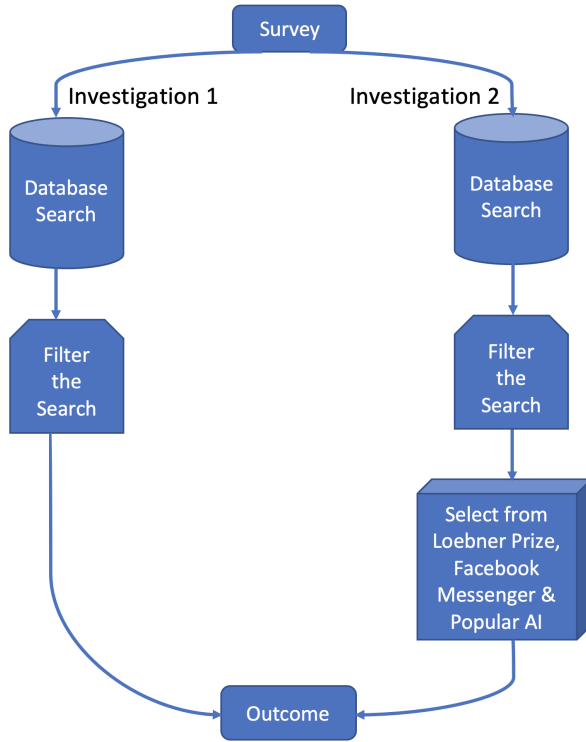 Survey
Investigation 1
Investigation 2
Database
Search
Database
Search
Filter
the
Search
Filter
the
Search
Select from
Loebner Prize,
Facebook
Messenger &
Popular AI
Outcome